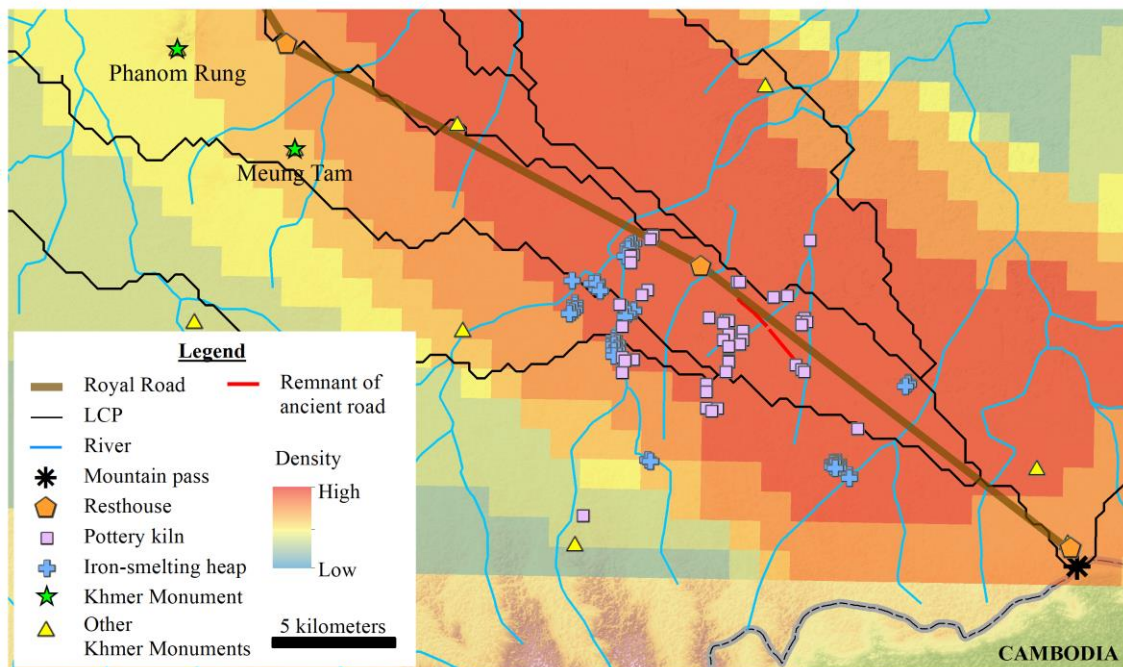 Phanom Rung
Meung Tam
Legend
Royal Road
LCP
River
Mountain pass
Resthouse
Pottery kiln
Iron-smelting heap
Khmer Monument
Other
Khmer Monuments
Remnant of
ancient road
Density
High
Low
5 kilometers
CAMBODIA